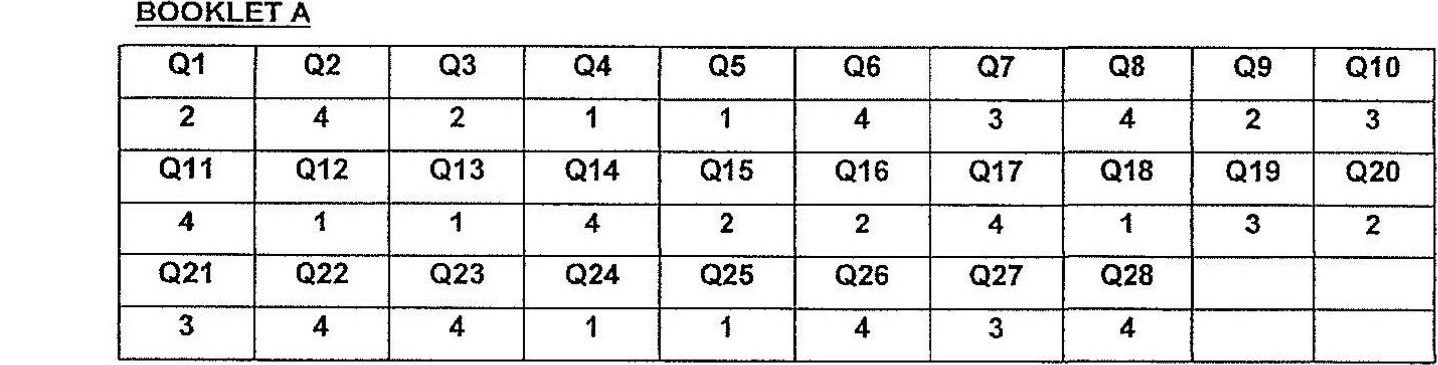 BOOKLET A
Q1 Q2 Q3 Q4 Q5 Q6 Q7 Q8 Q9 Q10
2 4 2 1 1 4 3 4 2 3
Q11 Q12 Q13 Q14 Q15 Q16 Q17 Q18 Q19 Q20
4 1 1 4 2 2 4 1 3 2
Q21 Q22 Q23 Q24 Q25 Q26 Q27 Q28
3 4 4 1 1 4 3 4